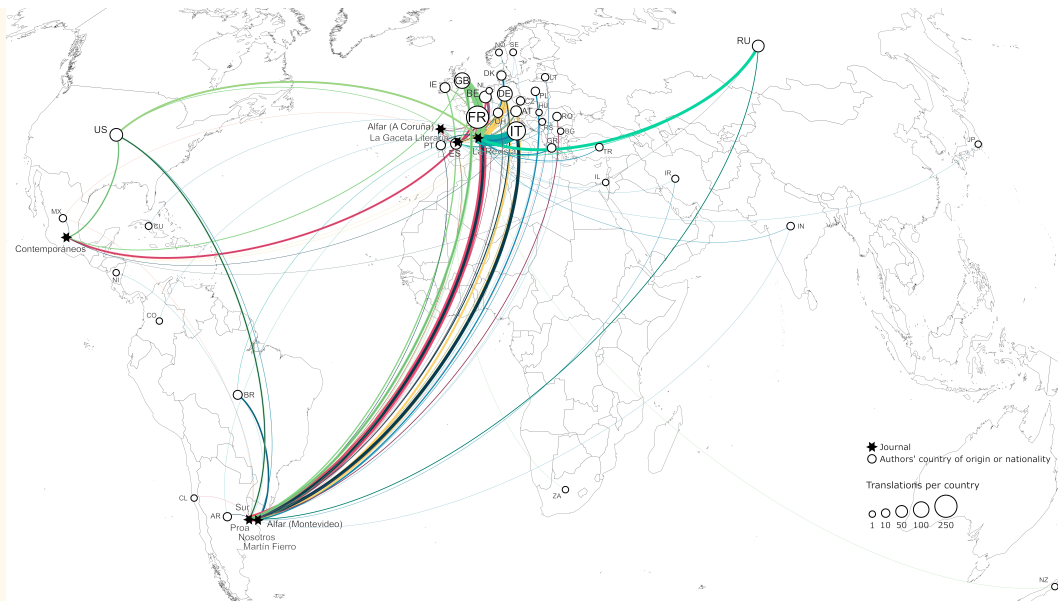 RU
NO SE
DK
LT
IE
GB
NL
BE
DE
PL
CZ
HU
AT
RO
FR
CH
IT
BG
US
Alfar (A Coruña)
La Gaceta Literaria
PT
ES
GR
TR
JP
IL
IR
MX
CU
IN
Contemporáneos
NI
CO
BR
Journal
Authors' country of origin or nationality
Translations per country
1 10 50 100 250
ZA
CL
Sur
AR
Alfar (Montevideo)
Proa
Nosotros
Martín Fierro
NZ